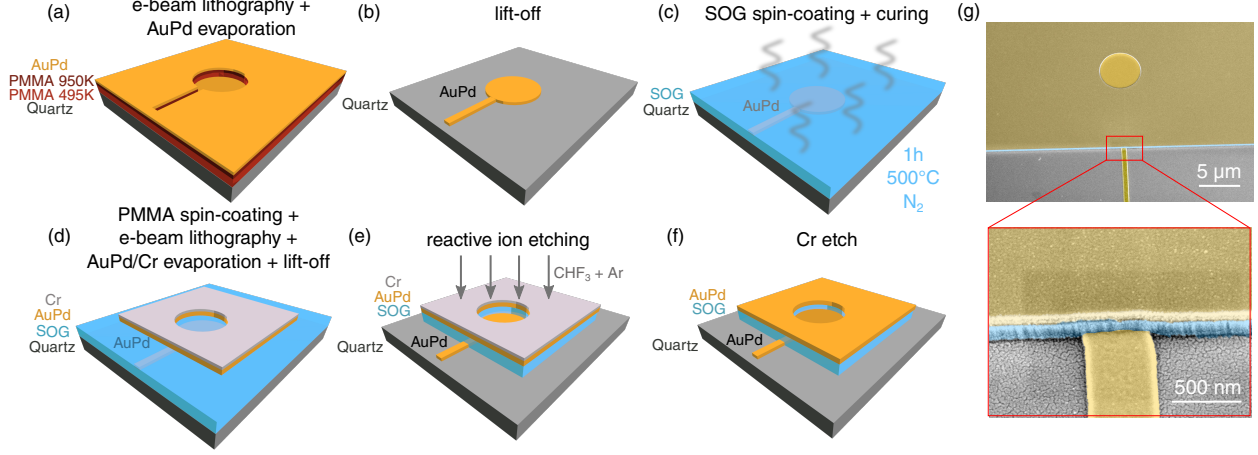 (a)
e-beam lithography +
AuPd evaporation
AuPd
PMMA 950K
PMMA 495K
Quartz
(b)
lift-off
AuPd
Quartz
(c)
SOG spin-coating + curing
SOG
AuPd
Quartz
1h
500°C
N₂
(d)
PMMA spin-coating +
e-beam lithography +
AuPd/Cr evaporation + lift-off
Cr
AuPd
SOG
AuPd
Quartz
(e)
reactive ion etching
CHF₃ + Ar
Cr
AuPd
SOG
Quartz
AuPd
(f)
Cr etch
AuPd
SOG
Quartz
AuPd
(g)
5 µm
500 nm